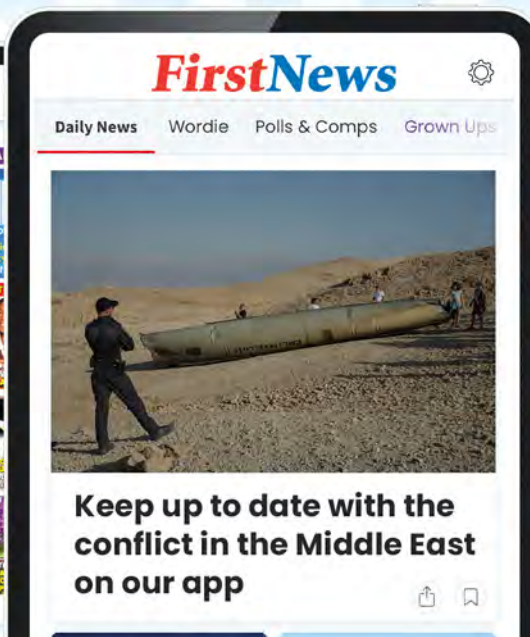 FirstNews
Daily News Wordie Polls & Comps Grown Ups
Keep up to date with the
conflict in the Middle East
on our app